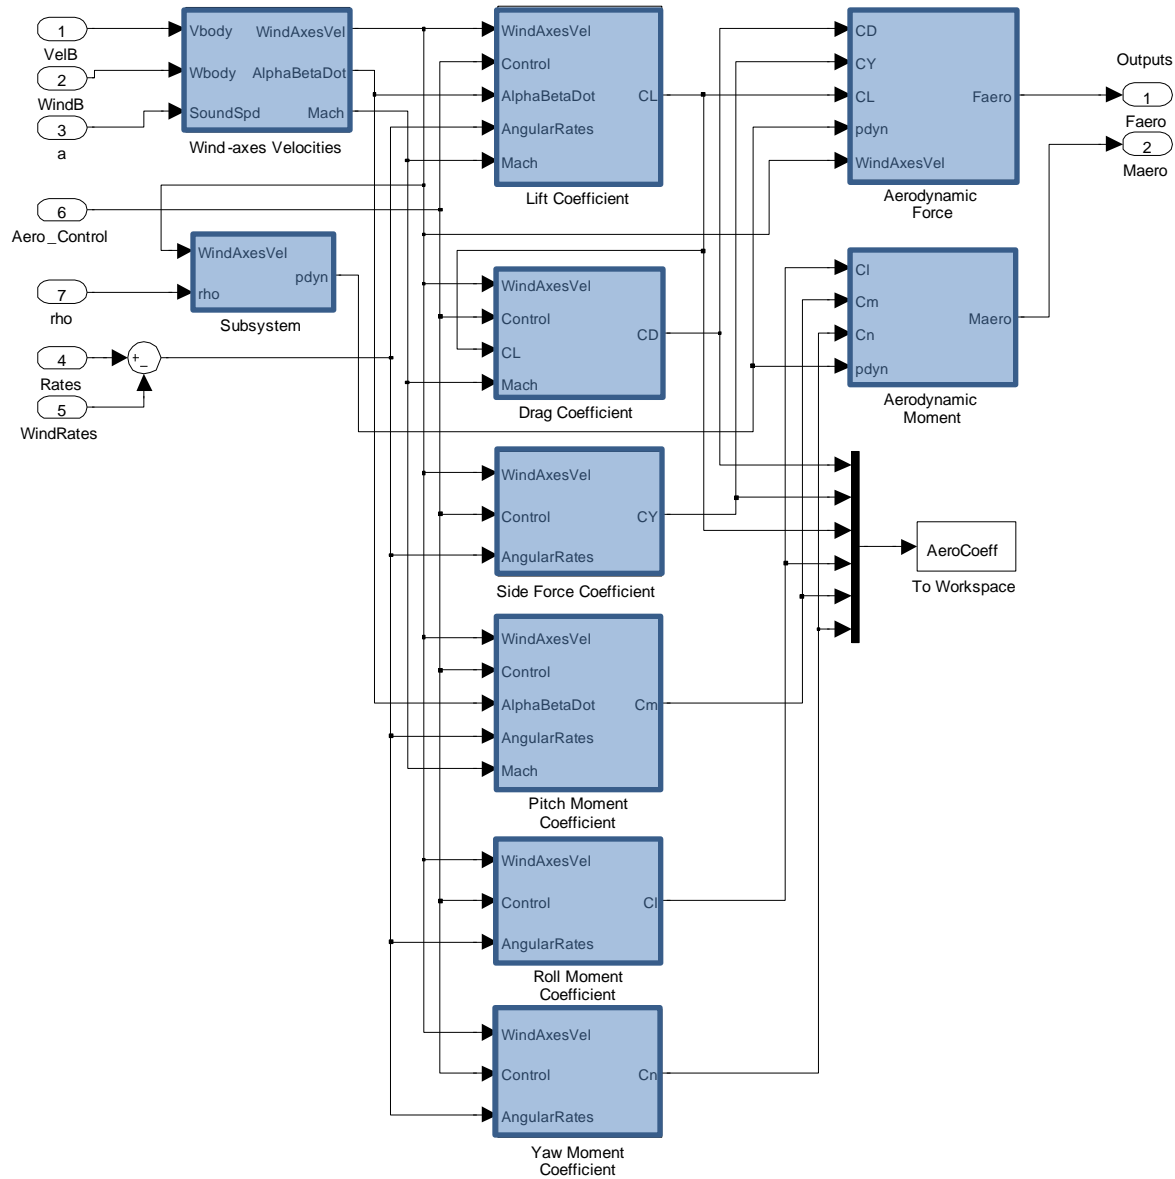 1
VelB
2
WindB
3
a
6
Aero_Control
7
rho
4
Rates
5
WindRates
+
−
Vbody
Wbody
SoundSpd
WindAxesVel
AlphaBetaDot
Mach
Wind-axes Velocities
WindAxesVel
rho
pdyn
Subsystem
WindAxesVel
Control
AlphaBetaDot
AngularRates
Mach
CL
Lift Coefficient
WindAxesVel
Control
CL
Mach
CD
Drag Coefficient
WindAxesVel
Control
AngularRates
CY
Side Force Coefficient
WindAxesVel
Control
AlphaBetaDot
AngularRates
Mach
Cm
Pitch Moment
Coefficient
WindAxesVel
Control
AngularRates
Cl
Roll Moment
Coefficient
WindAxesVel
Control
AngularRates
Cn
Yaw Moment
Coefficient
CD
CY
CL
pdyn
WindAxesVel
Faero
Aerodynamic
Force
Cl
Cm
Cn
pdyn
Maero
Aerodynamic
Moment
AeroCoeff
To Workspace
Outputs
1
Faero
2
Maero